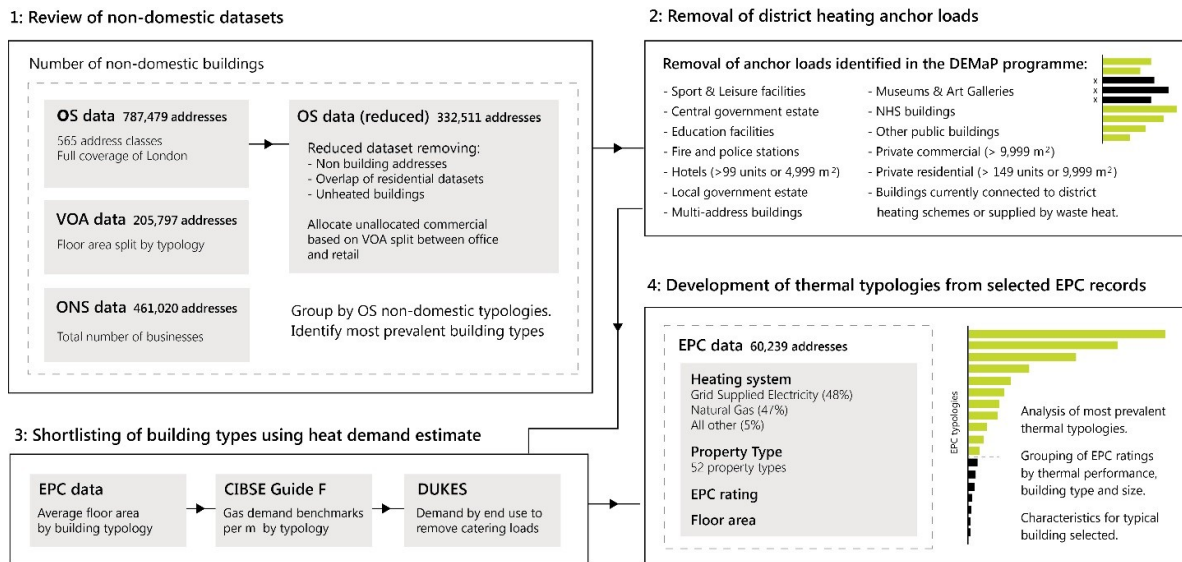 1: Review of non-domestic datasets
Number of non-domestic buildings
OS data 787,479 addresses
565 address classes
Full coverage of London
VOA data 205,797 addresses
Floor area split by typology
ONS data 461,020 addresses
Total number of businesses
OS data (reduced) 332,511 addresses
Reduced dataset removing:
- Non building addresses
- Overlap of residential datasets
- Unheated buildings
Allocate unallocated commercial
based on VOA split between office
and retail
Group by OS non-domestic typologies.
Identify most prevalent building types
2: Removal of district heating anchor loads
Removal of anchor loads identified in the DEMaP programme:
- Sport & Leisure facilities
- Central government estate
- Education facilities
- Fire and police stations
- Hotels (>99 units or 4,999 m²)
- Local government estate
- Multi-address buildings
- Museums & Art Galleries
- NHS buildings
- Other public buildings
- Private commercial (> 9,999 m²)
- Private residential (> 149 units or 9,999 m²)
- Buildings currently connected to district
heating schemes or supplied by waste heat.
x
x
x
3: Shortlisting of building types using heat demand estimate
EPC data
Average floor area
by building typology
CIBSE Guide F
Gas demand benchmarks
per m by typology
DUKES
Demand by end use to
remove catering loads
4: Development of thermal typologies from selected EPC records
EPC data 60,239 addresses
Heating system
Grid Supplied Electricity (48%)
Natural Gas (47%)
All other (5%)
Property Type
52 property types
EPC rating
Floor area
EPC typologies
Analysis of most prevalent
thermal typologies.
Grouping of EPC ratings
by thermal performance,
building type and size.
Characteristics for typical
building selected.